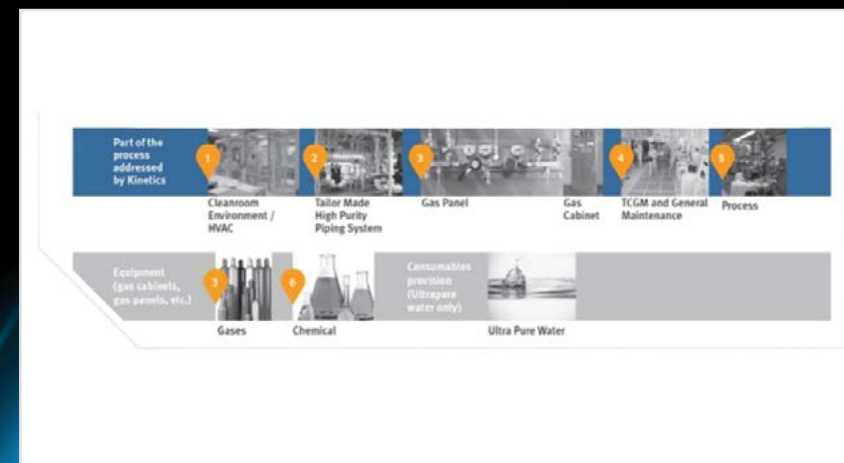 Part of the
process
addressed
by Kinetics
1
2
3
4
5
Cleanroom
Environment /
HVAC
Tailor Made
High Purity
Piping System
Gas Panel
Gas
Cabinet
TCGM and General
Maintenance
Process
Equipment
(gas cabinets,
gas panels, etc.)
3
6
Consumables
provision
(Ultrapure
water only)
Gases
Chemical
Ultra Pure Water